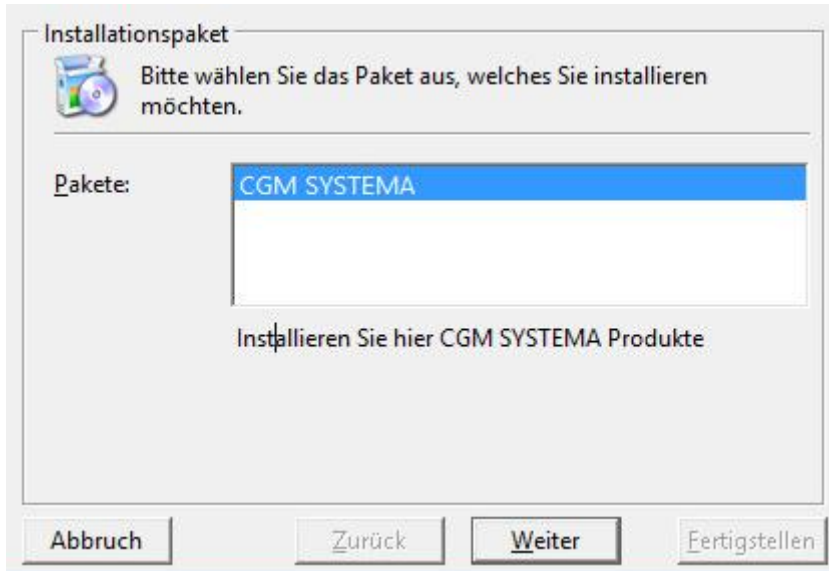 Installationspaket
Bitte wählen Sie das Paket aus, welches Sie installieren
möchten.
Pakete:
CGM SYSTEMA
Installieren Sie hier CGM SYSTEMA Produkte
Abbruch
Zurück
Weiter
Fertigstellen